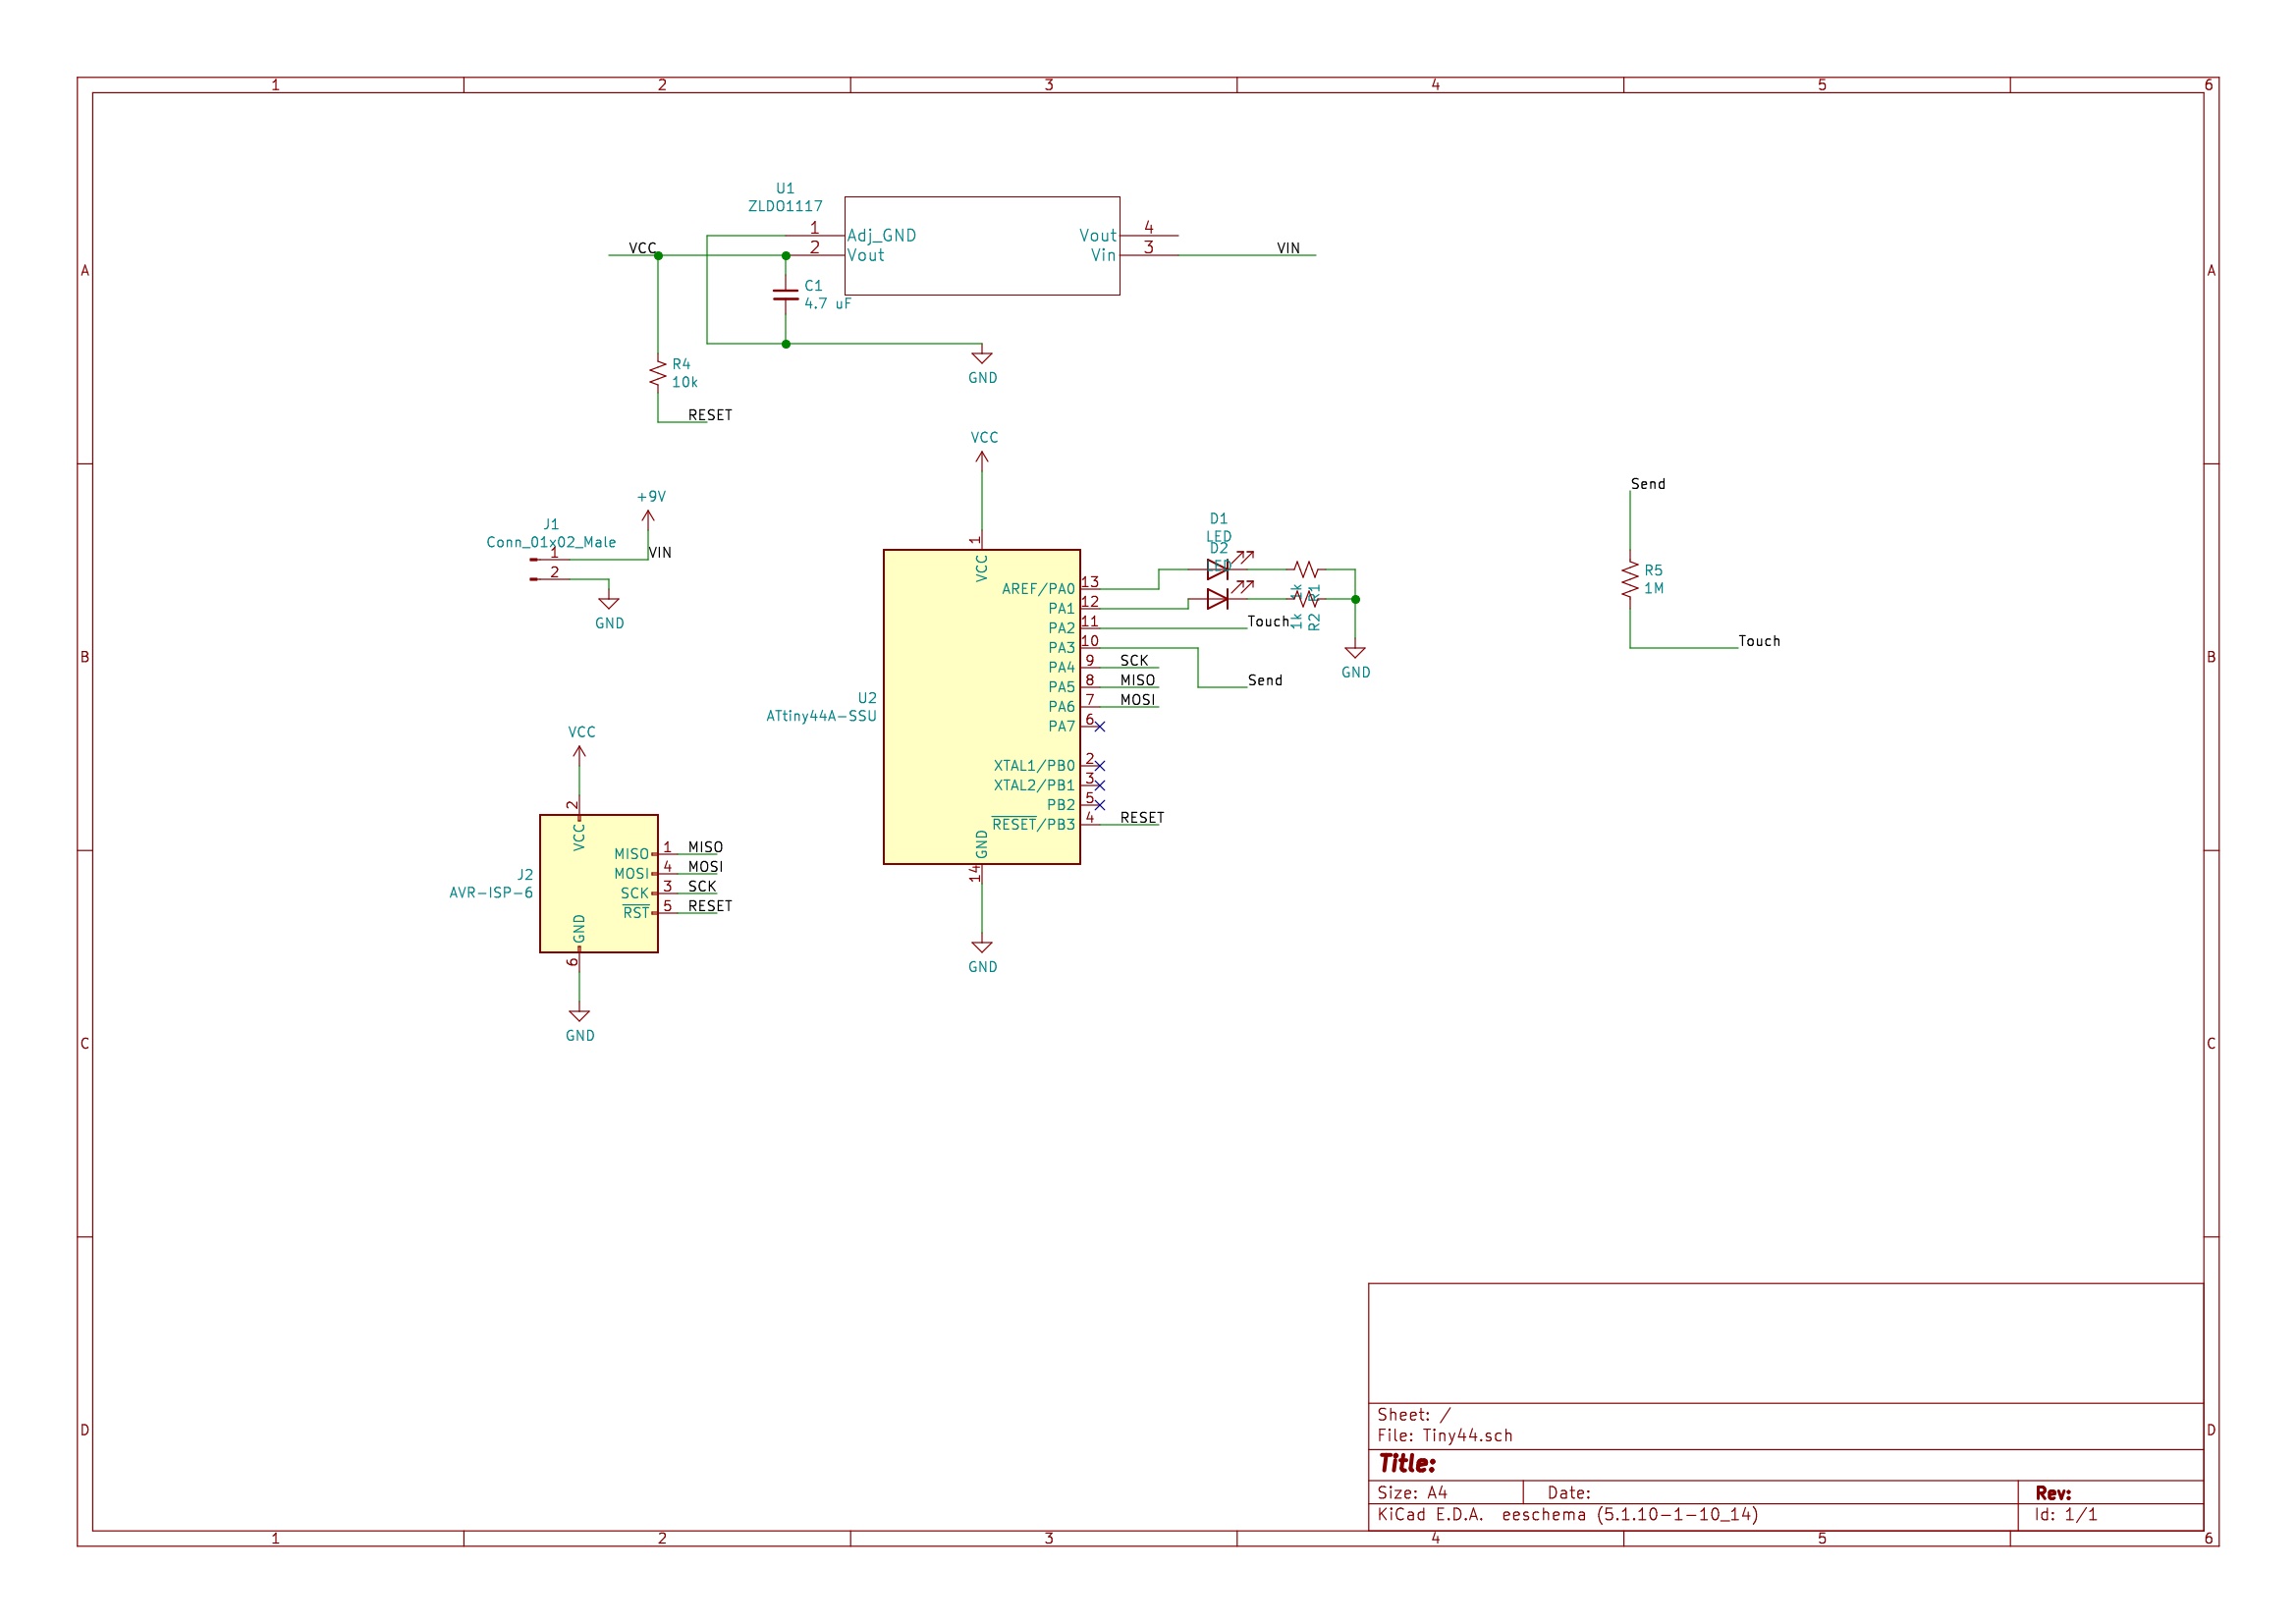 1 2 3 4 5 6
A A
U1
ZLDO1117
1 Adj_GND Vout 4
2 Vout Vin 3
VCC
VIN
C1
4.7 uF
GND
R4
10k
RESET
VCC
B B
+9V
J1
Conn_01x02_Male
1
2
VIN
GND
U2
ATtiny44A-SSU
1
VCC
AREF/PA0 13
PA1 12
PA2 11 Touch
PA3 10 Send
PA4 9 SCK
PA5 8 MISO
PA6 7 MOSI
PA7 6
XTAL1/PB0 2
XTAL2/PB1 3
PB2 5
RESET/PB3 4 RESET
GND
14
GND
D1
LED
D2
LED
1k
R1
1k
R2
GND
Send
R5
1M
Touch
VCC
2
VCC
J2
AVR-ISP-6
MISO 1 MISO
MOSI 4 MOSI
SCK 3 SCK
RST 5 RESET
GND
6
GND
C C
D D
Sheet: /
File: Tiny44.sch
Title:
Size: A4 Date: Rev:
KiCad E.D.A. eeschema (5.1.10-1-10_14) Id: 1/1
1 2 3 4 5 6